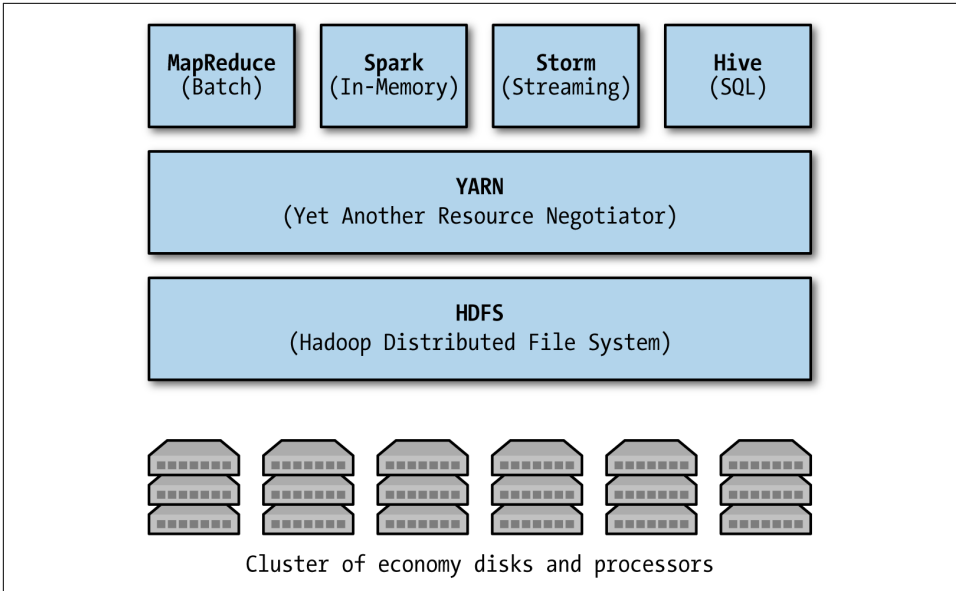 MapReduce
(Batch)
Spark
(In-Memory)
Storm
(Streaming)
Hive
(SQL)
YARN
(Yet Another Resource Negotiator)
HDFS
(Hadoop Distributed File System)
Cluster of economy disks and processors